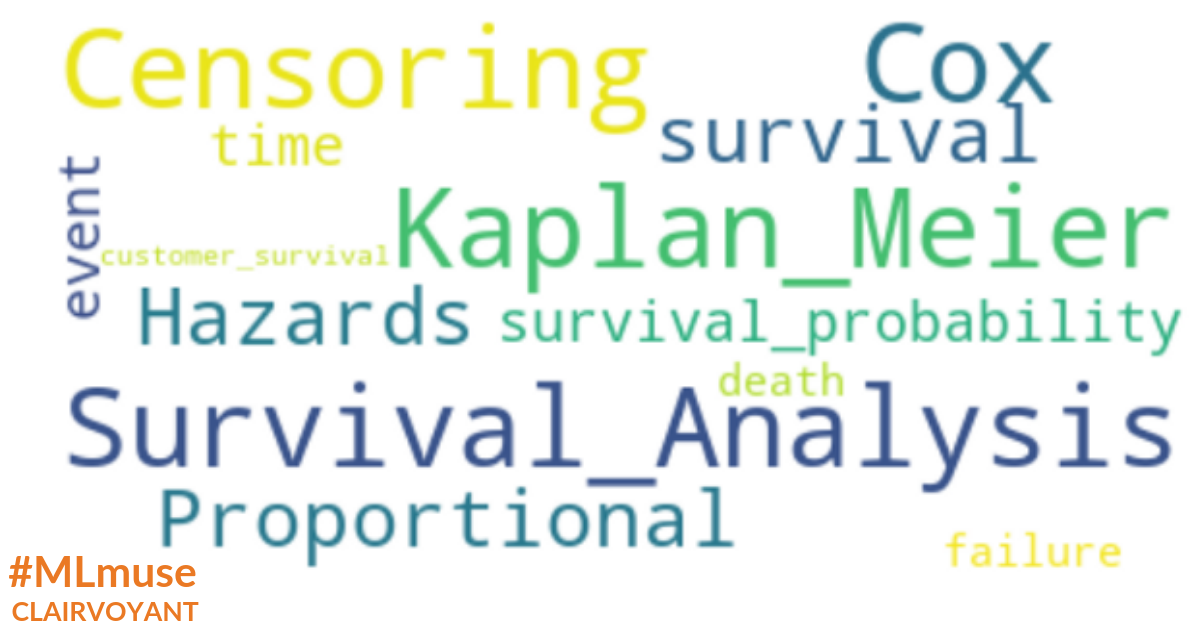 Censoring
Cox
time
survival
event
Kaplan_Meier
customer_survival
Hazards
survival_probability
death
Survival_Analysis
Proportional
failure
#MLmuse
CLAIRVOYANT